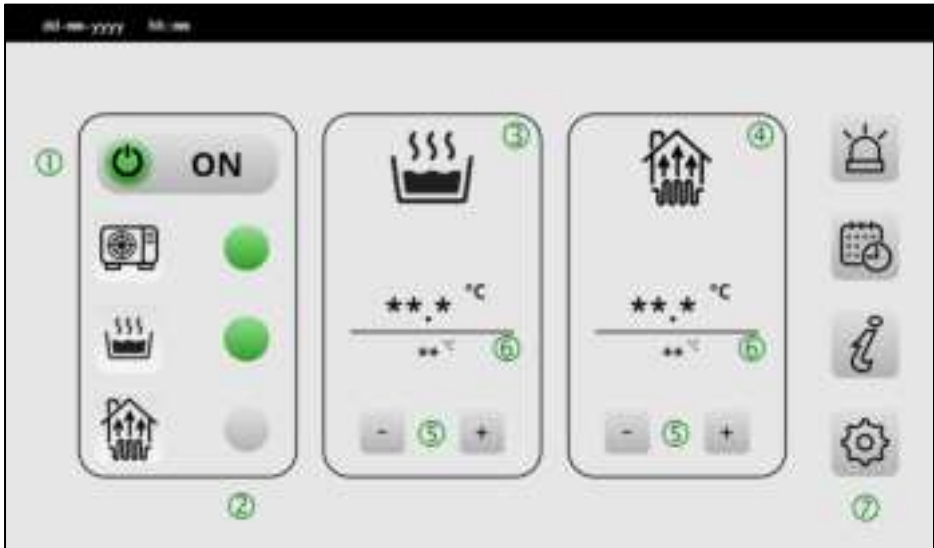 dd-mm-yyyy hh:mm
① ON ③ ④
**.* °C **.* °C
** °C ⑥ ** °C ⑥
- ⑤ + - ⑤ +
② ⑦